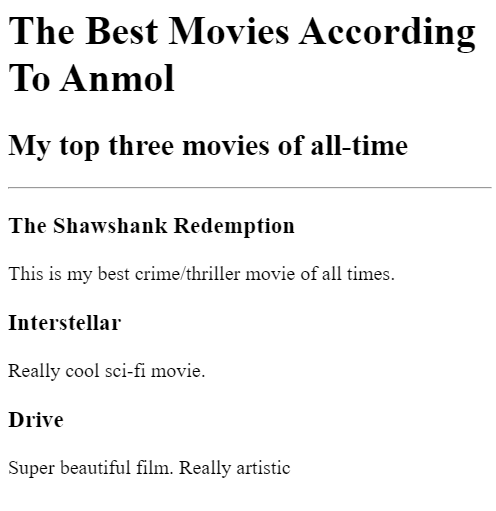 The Best Movies According
To Anmol
My top three movies of all-time
The Shawshank Redemption
This is my best crime/thriller movie of all times.
Interstellar
Really cool sci-fi movie.
Drive
Super beautiful film. Really artistic